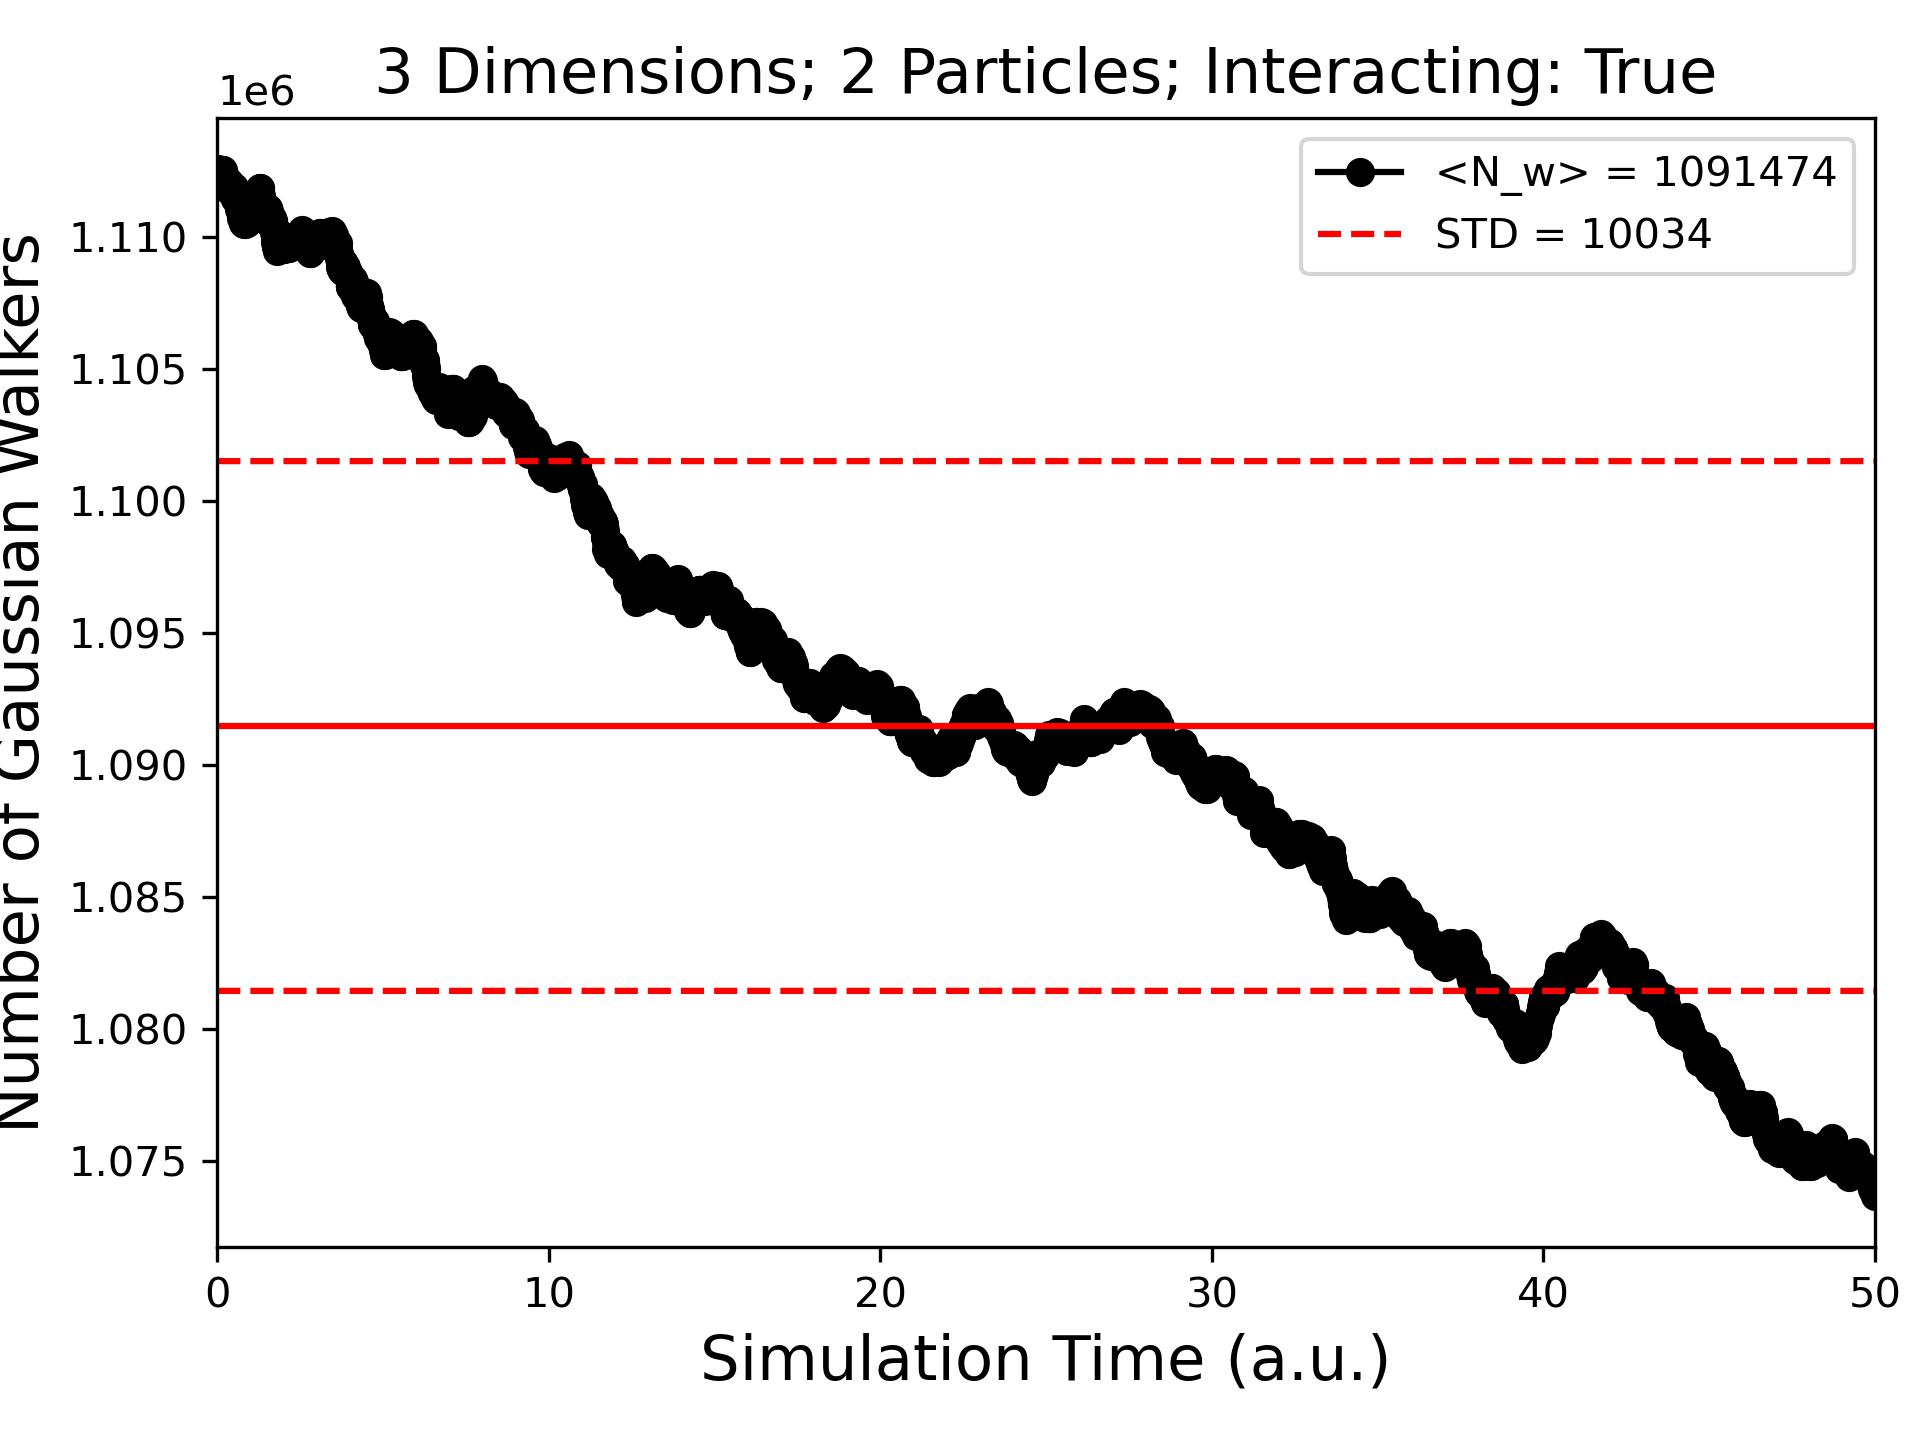 3 Dimensions; 2 Particles; Interacting: True
1e6
<N_w> = 1091474
STD = 10034
Number of Gaussian Walkers
1.110
1.105
1.100
1.095
1.090
1.085
1.080
1.075
0 10 20 30 40 50
Simulation Time (a.u.)